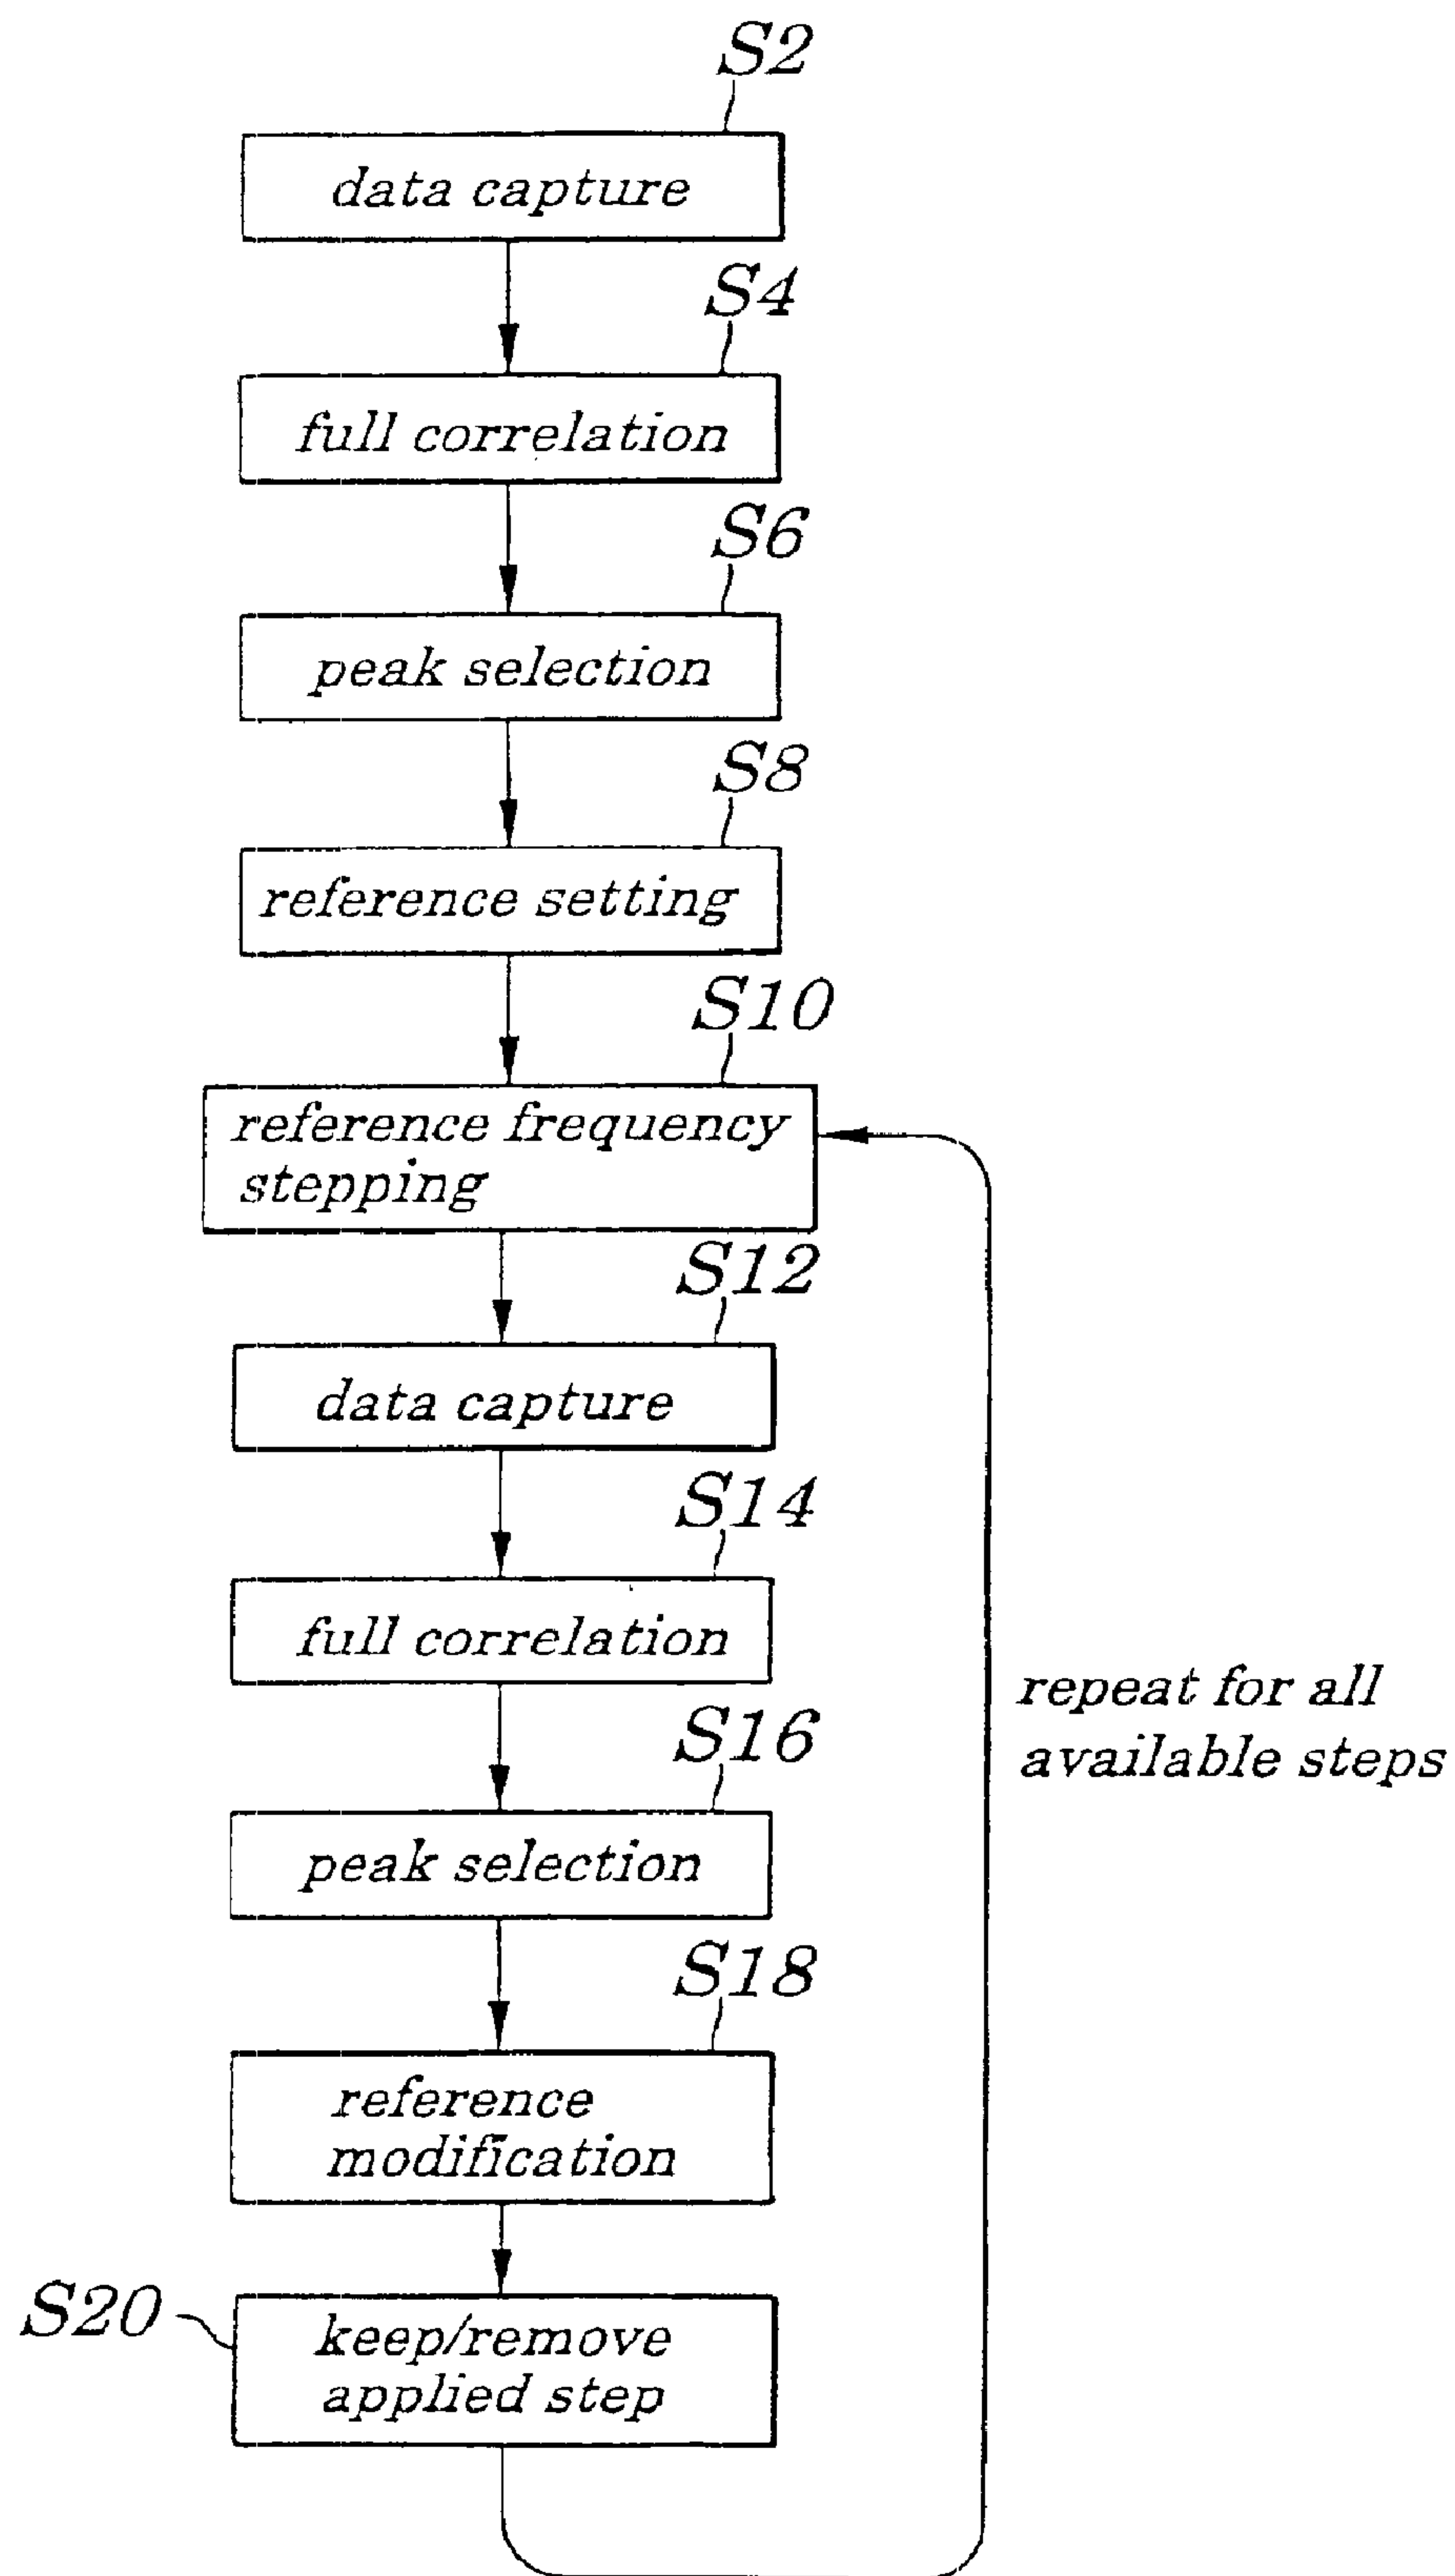 S2
data capture
S4
full correlation
S6
peak selection
S8
reference setting
S10
reference frequency
stepping
S12
data capture
S14
full correlation
S16
peak selection
S18
reference
modification
S20
keep/remove
applied step
repeat for all
available steps